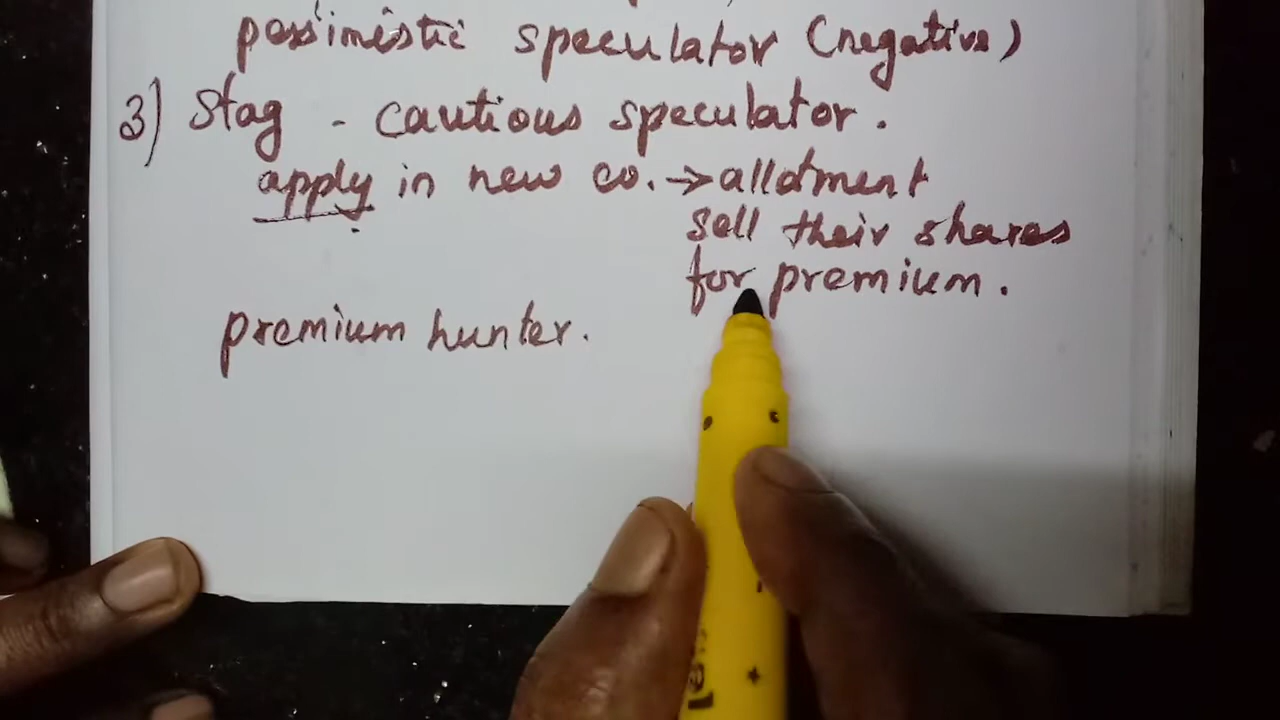 pessimistic speculator (negative)
3) Stag - cautious speculator.
apply in new co. → allotment
sell their shares
for premium.
premium hunter.